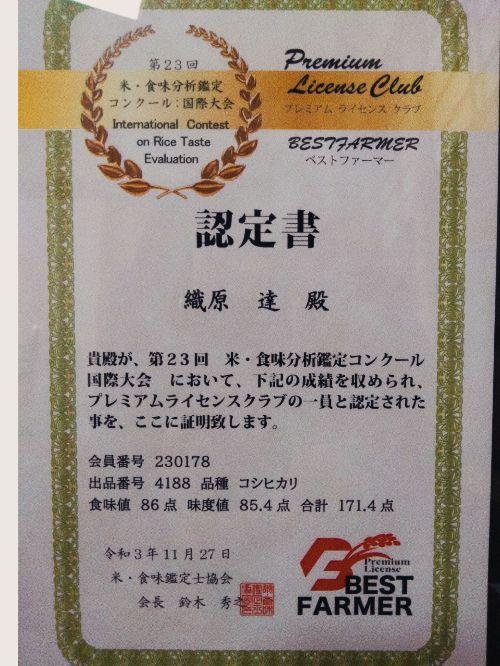 第23回
米・食味分析鑑定
コンクール:国際大会
International Contest
on Rice Taste
Evaluation
Premium
License Club
プレミアム ライセンス クラブ
BESTFARMER
ベストファーマー
認定書
織原 達 殿
貴殿が、第23回 米・食味分析鑑定コンクール
国際大会 において、下記の成績を収められ、
プレミアムライセンスクラブの一員と認定された
事を、ここに証明致します。
会員番号 230178
出品番号 4188 品種 コシヒカリ
食味値 86点 味度値 85.4点 合計 171.4点
令和3年11月27日
米・食味鑑定士協会
会長 鈴木 秀之
Premium
License
BEST
FARMER